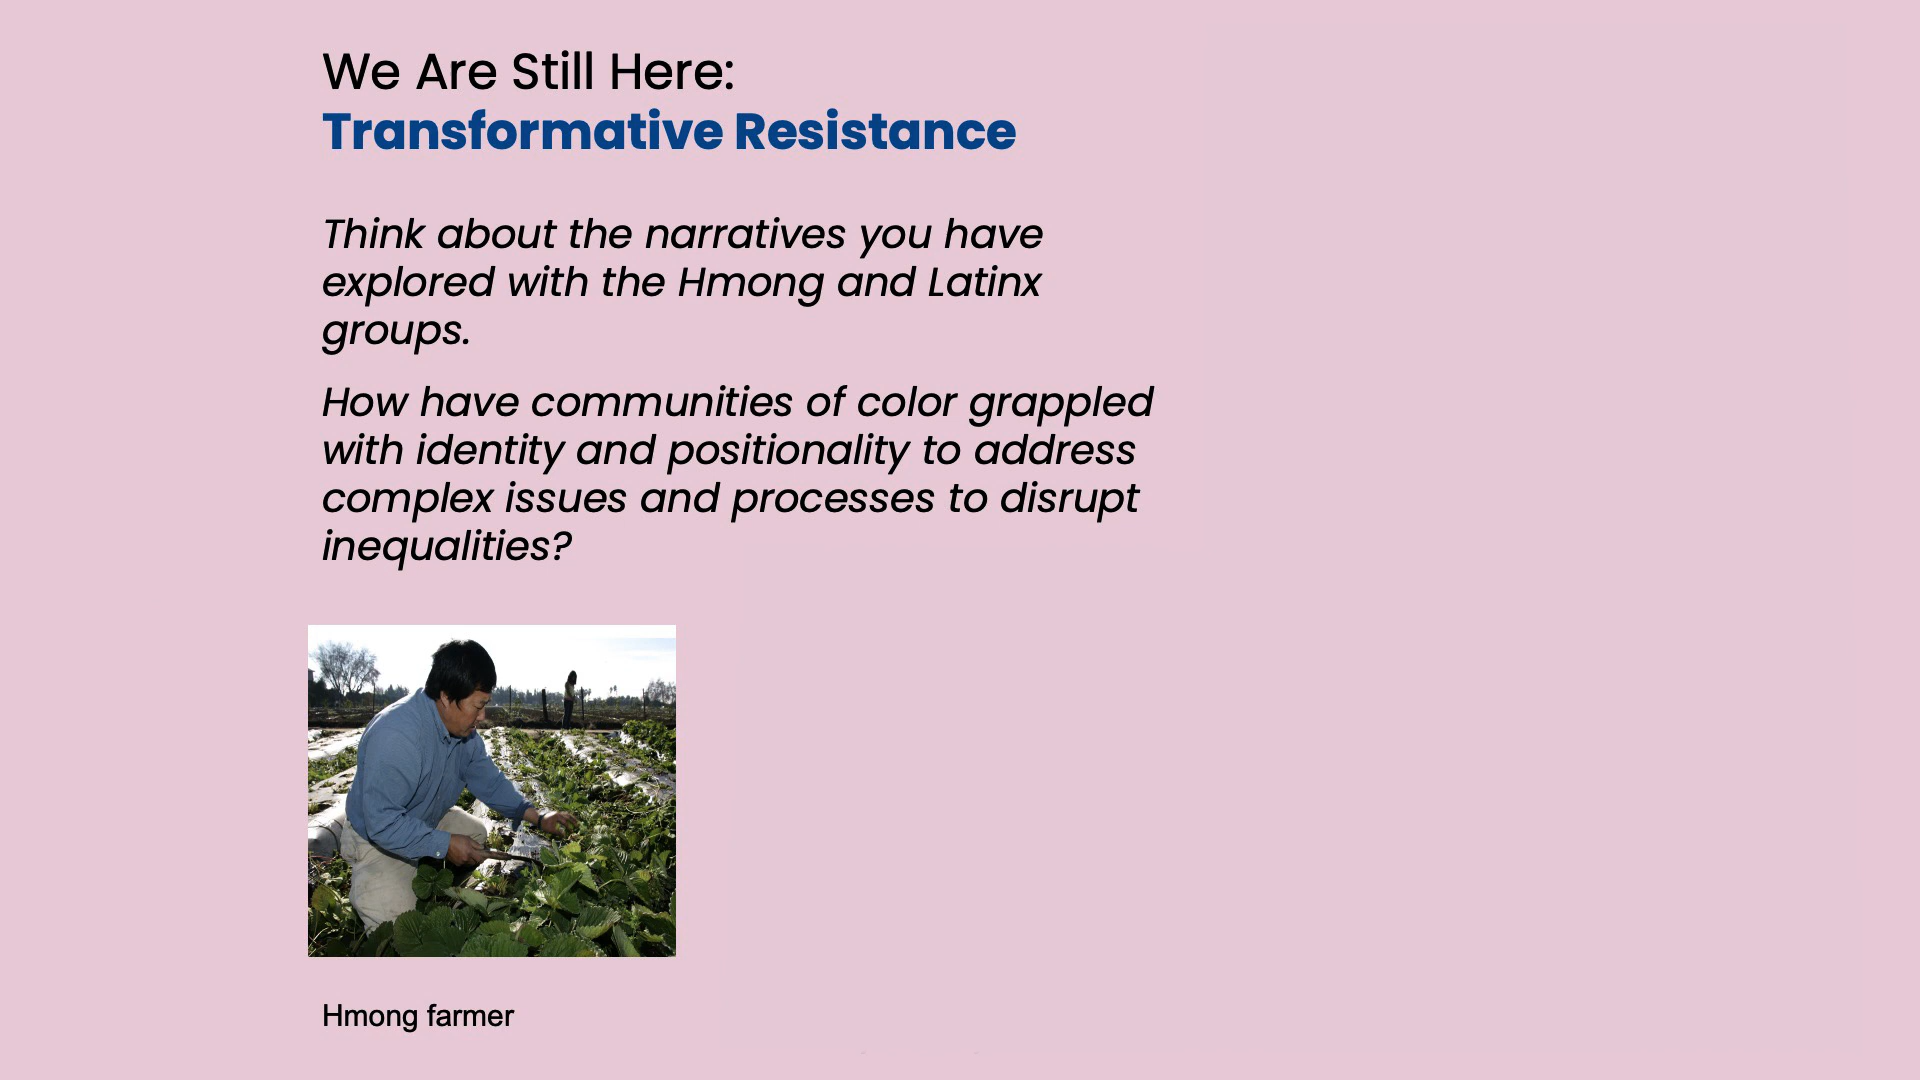 We Are Still Here:
Transformative Resistance
Think about the narratives you have
explored with the Hmong and Latinx
groups.
How have communities of color grappled
with identity and positionality to address
complex issues and processes to disrupt
inequalities?
Hmong farmer